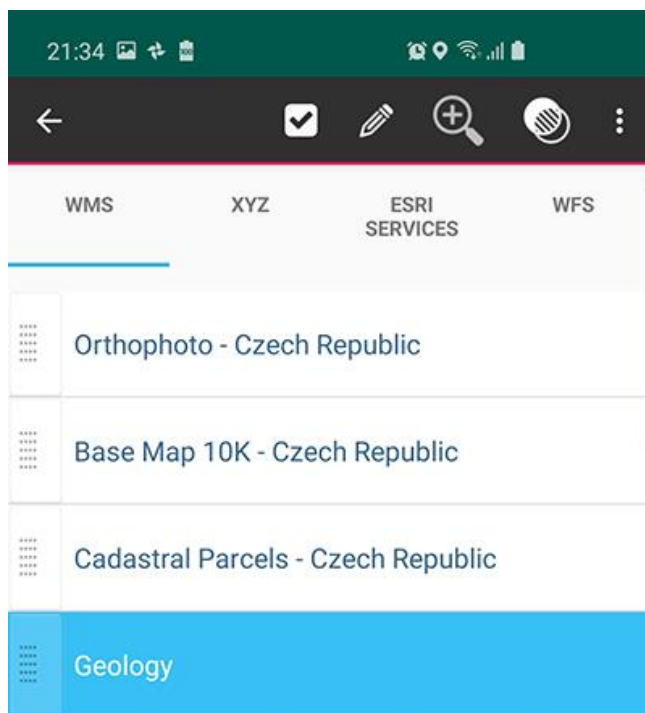 21:34
WMS
XYZ
ESRI
SERVICES
WFS
Orthophoto - Czech Republic
Base Map 10K - Czech Republic
Cadastral Parcels - Czech Republic
Geology